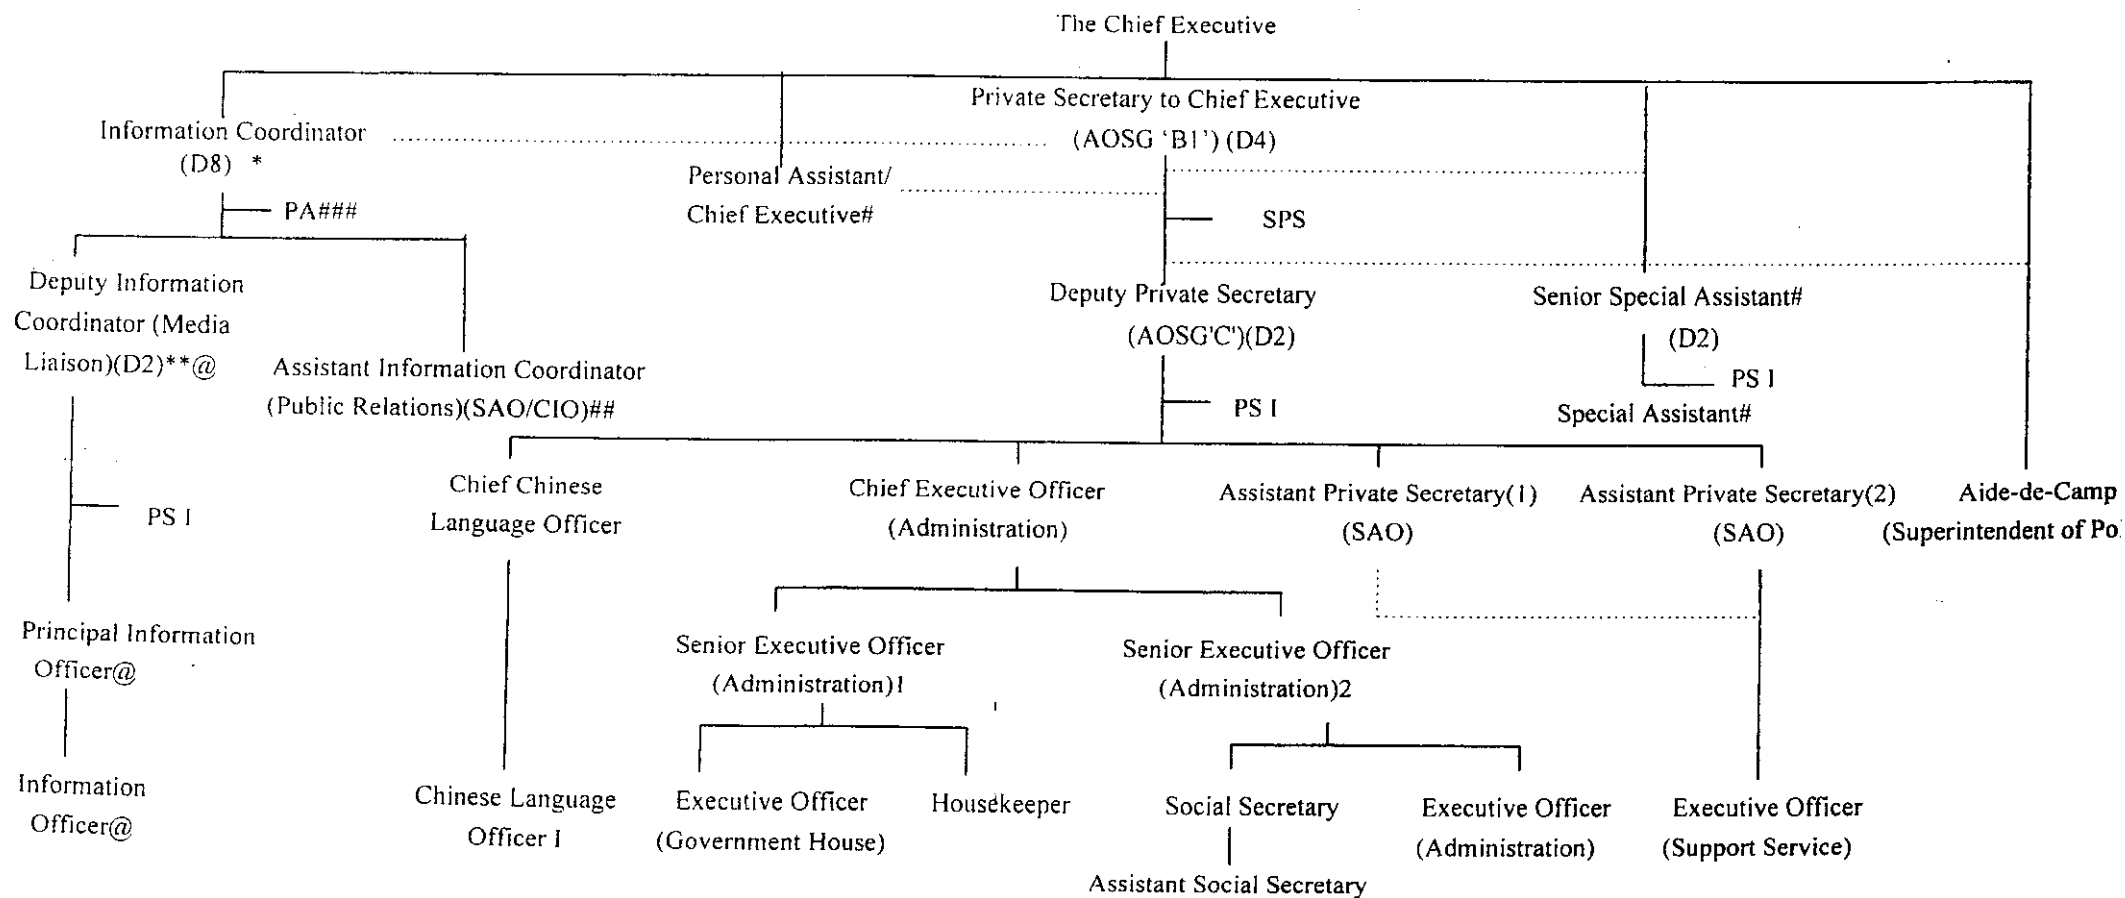 The Chief Executive
Private Secretary to Chief Executive
(AOSG 'B1') (D4)
Information Coordinator
(D8) *
Personal Assistant/
Chief Executive#
PA###
SPS
Deputy Information
Coordinator (Media
Liaison)(D2)**@
Assistant Information Coordinator
(Public Relations)(SAO/CIO)##
Deputy Private Secretary
(AOSG'C')(D2)
PS I
Senior Special Assistant#
(D2)
PS I
Special Assistant#
PS I
Chief Chinese
Language Officer
Chief Executive Officer
(Administration)
Assistant Private Secretary(1)
(SAO)
Assistant Private Secretary(2)
(SAO)
Aide-de-Camp
(Superintendent of
Principal Information
Officer@
Senior Executive Officer
(Administration)1
Senior Executive Officer
(Administration)2
Information
Officer@
Chinese Language
Officer I
Executive Officer
(Government House)
Housekeeper
Social Secretary
Executive Officer
(Administration)
Executive Officer
(Support Service)
Assistant Social Secretary